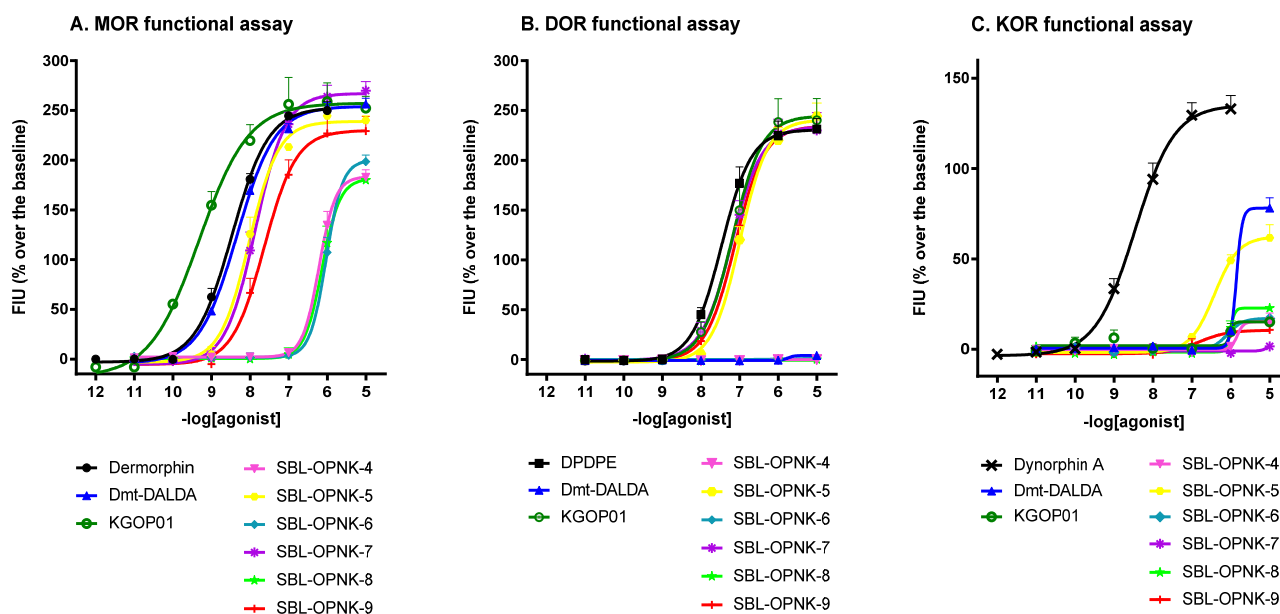 A. MOR functional assay
FIU (% over the baseline)
300
250
200
150
100
50
0
12 11 10 9 8 7 6 5
-log[agonist]
Dermorphin
Dmt-DALDA
KGOP01
SBL-OPNK-4
SBL-OPNK-5
SBL-OPNK-6
SBL-OPNK-7
SBL-OPNK-8
SBL-OPNK-9
B. DOR functional assay
FIU (% over the baseline)
300
250
200
150
100
50
0
12 11 10 9 8 7 6 5
-log[agonist]
DPDPE
Dmt-DALDA
KGOP01
SBL-OPNK-4
SBL-OPNK-5
SBL-OPNK-6
SBL-OPNK-7
SBL-OPNK-8
SBL-OPNK-9
C. KOR functional assay
FIU (% over the baseline)
150
100
50
0
12 11 10 9 8 7 6 5
-log[agonist]
Dynorphin A
Dmt-DALDA
KGOP01
SBL-OPNK-4
SBL-OPNK-5
SBL-OPNK-6
SBL-OPNK-7
SBL-OPNK-8
SBL-OPNK-9